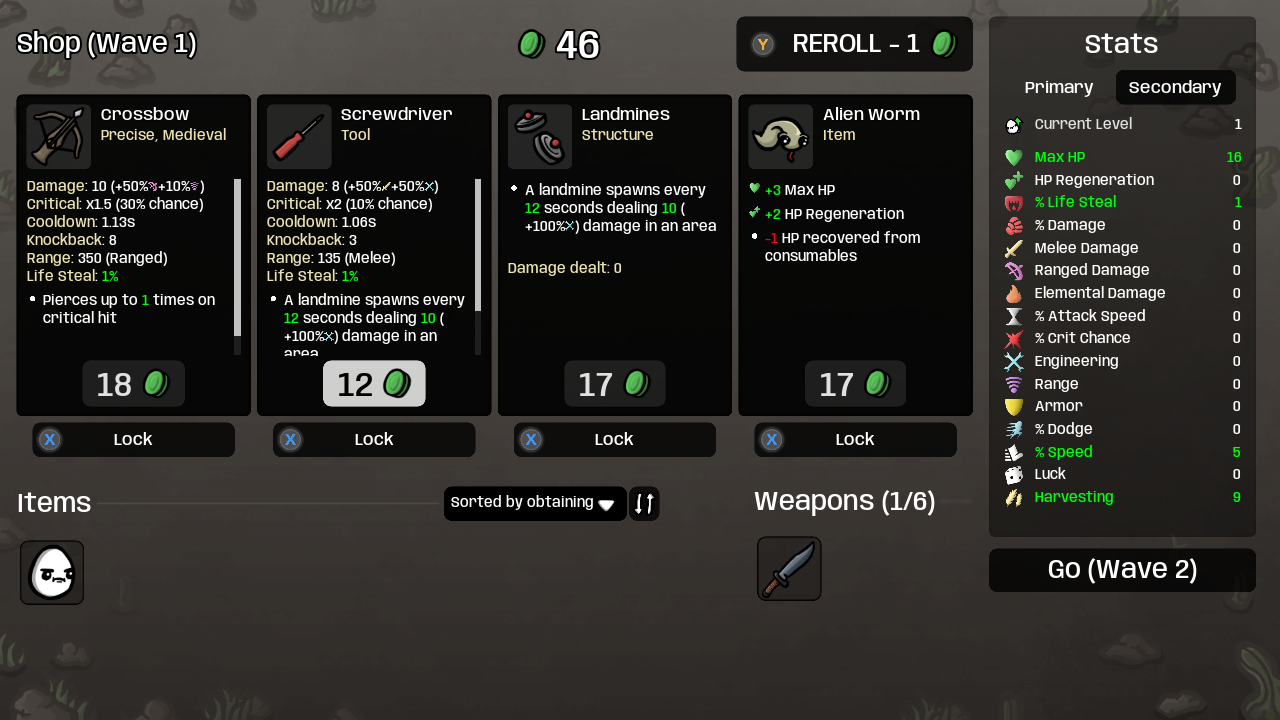 Shop (Wave 1)
46
Y REROLL - 1
Crossbow
Precise, Medieval
Damage: 10 (+50%+10%)
Critical: x1.5 (30% chance)
Cooldown: 1.13s
Knockback: 8
Range: 350 (Ranged)
Life Steal: 1%
Pierces up to 1 times on
critical hit
18
X Lock
Screwdriver
Tool
Damage: 8 (+50%+50%)
Critical: x2 (10% chance)
Cooldown: 1.06s
Knockback: 3
Range: 135 (Melee)
Life Steal: 1%
A landmine spawns every
12 seconds dealing 10 (
+100%) damage in an
area
12
X Lock
Landmines
Structure
A landmine spawns every
12 seconds dealing 10 (
+100%) damage in an area
Damage dealt: 0
17
X Lock
Alien Worm
Item
+3 Max HP
+2 HP Regeneration
-1 HP recovered from
consumables
17
X Lock
Items
Sorted by obtaining
Weapons (1/6)
Stats
Primary Secondary
Current Level 1
Max HP 16
HP Regeneration 0
% Life Steal 1
% Damage 0
Melee Damage 0
Ranged Damage 0
Elemental Damage 0
% Attack Speed 0
% Crit Chance 0
Engineering 0
Range 0
Armor 0
% Dodge 0
% Speed 5
Luck 0
Harvesting 9
Go (Wave 2)